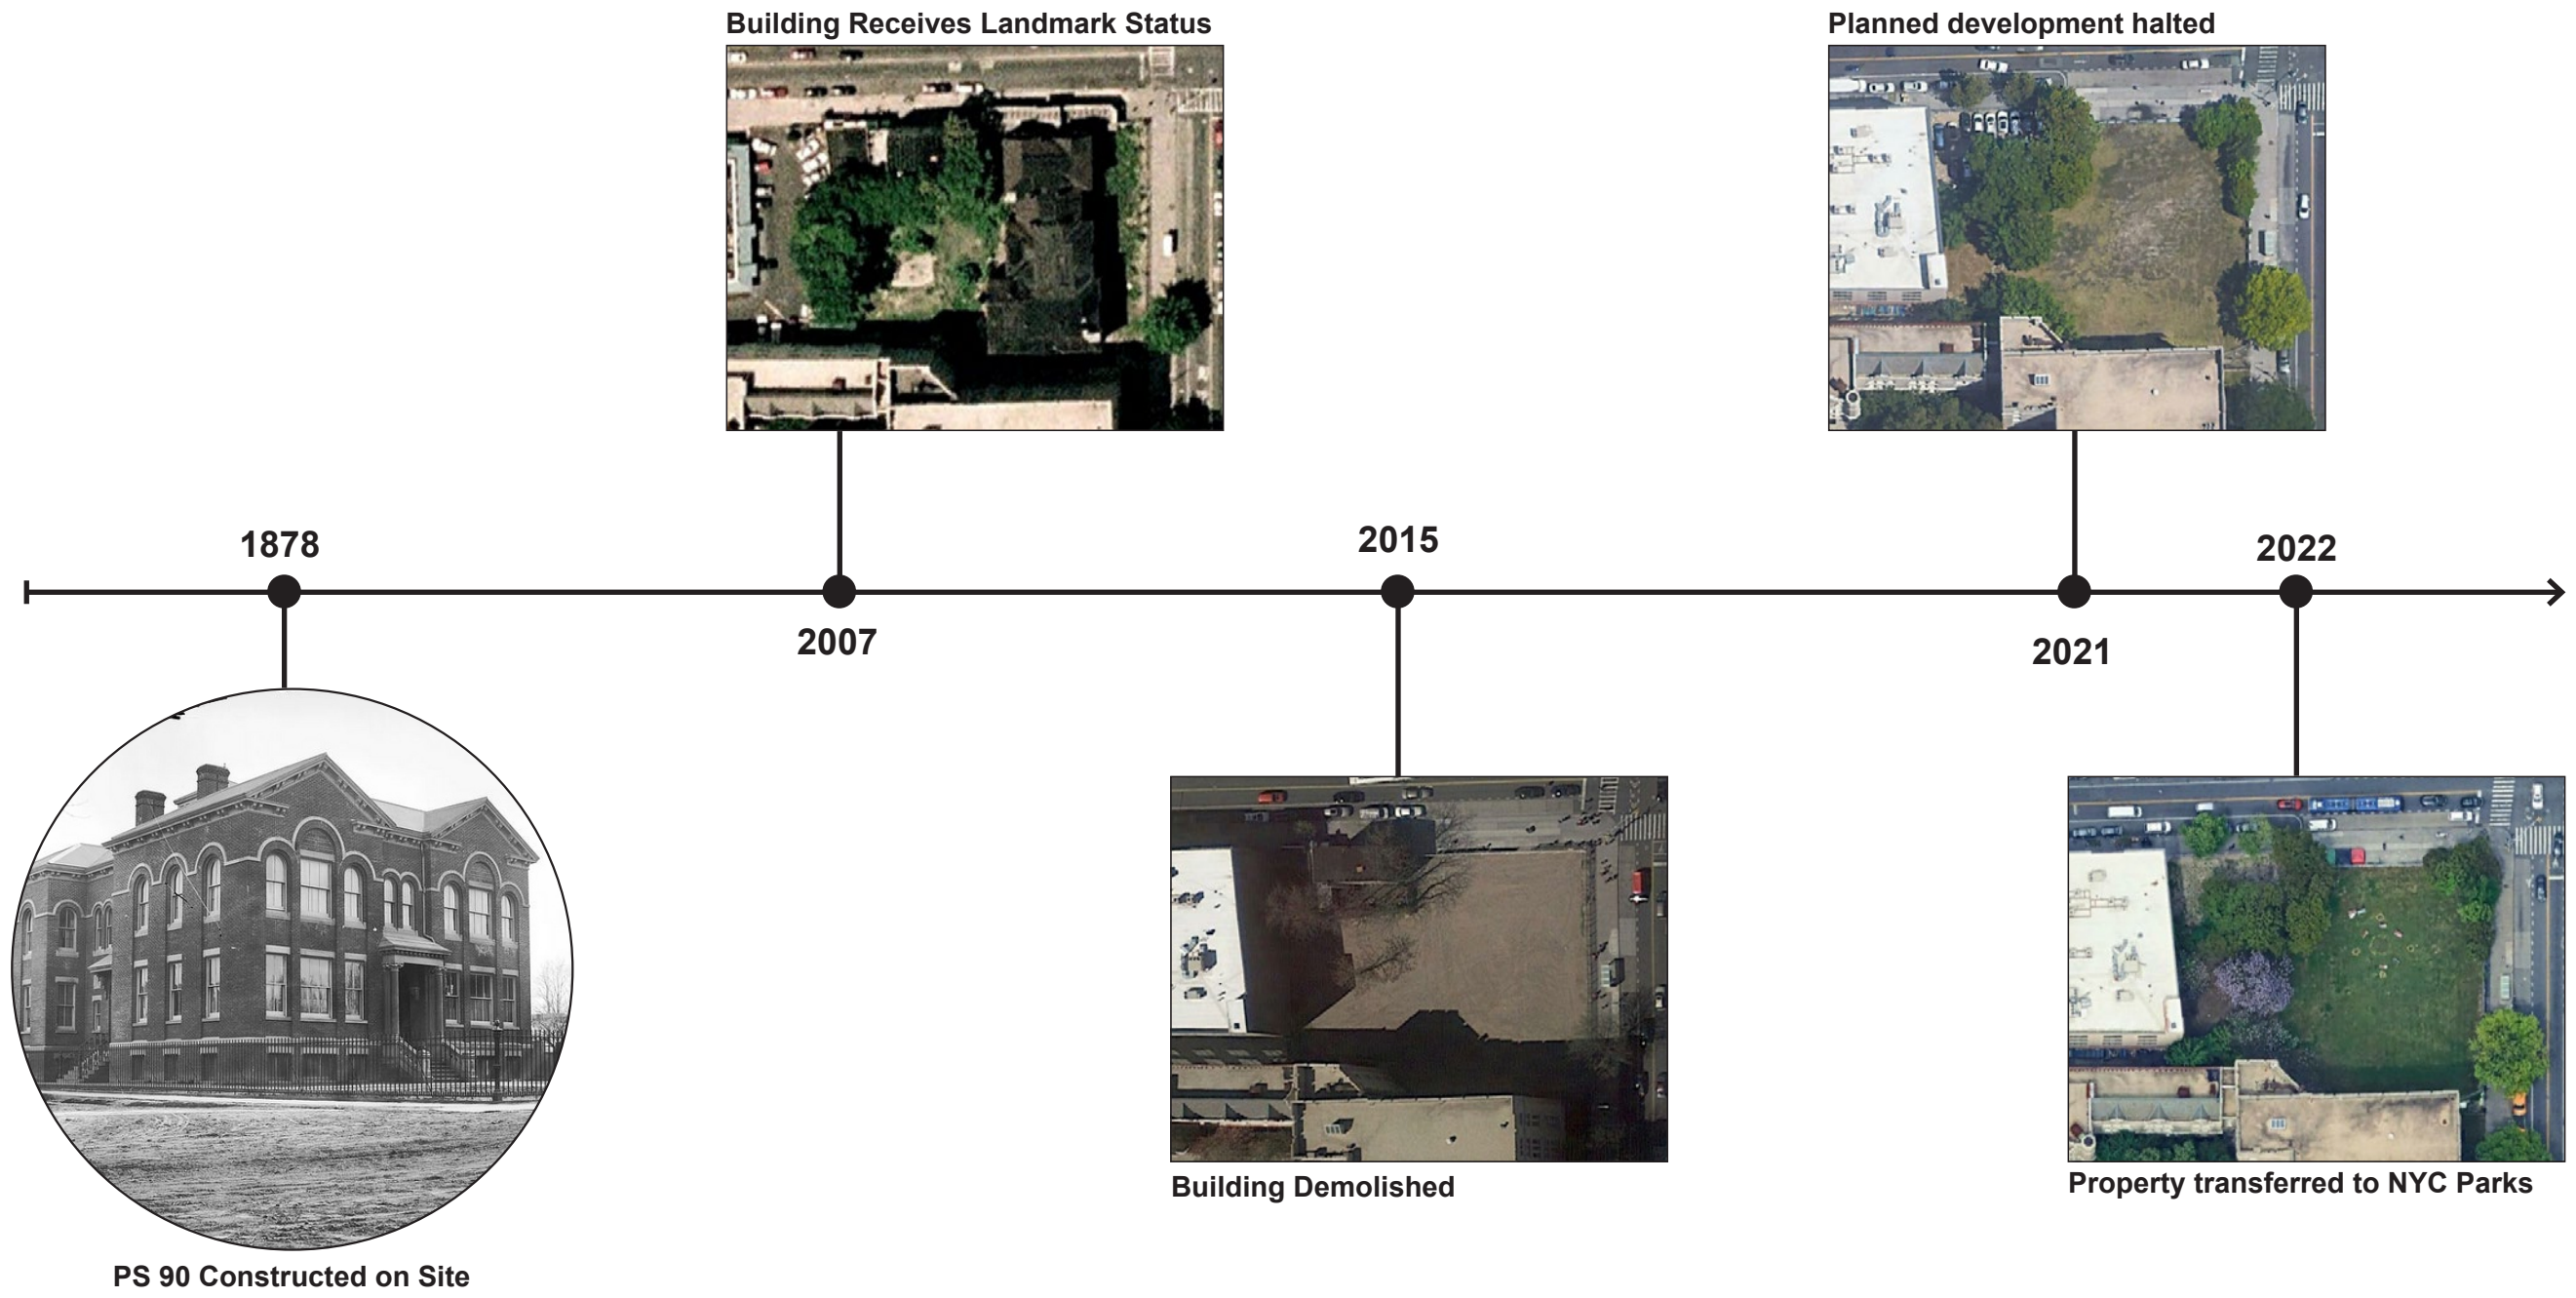 Building Receives Landmark Status
Planned development halted
1878
2015
2022
2007
2021
Building Demolished
Property transferred to NYC Parks
PS 90 Constructed on Site